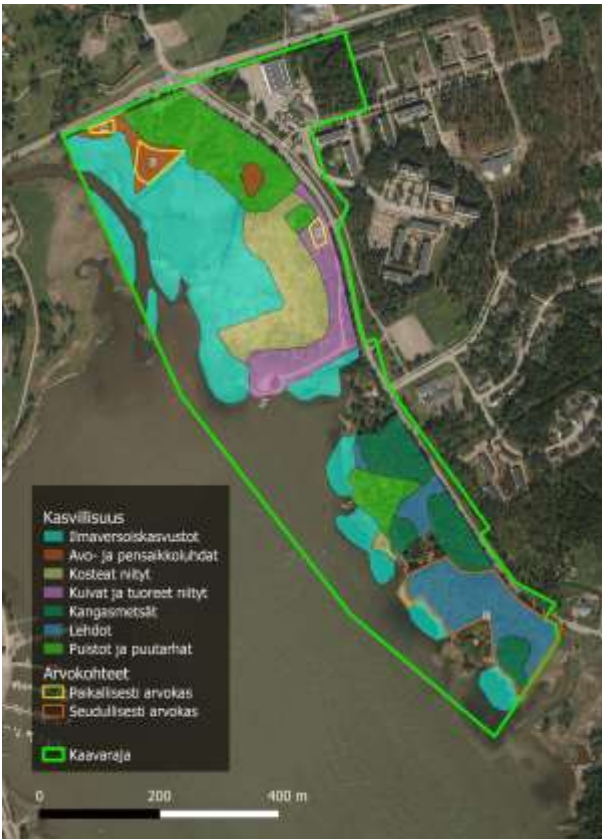 Kasvillisuus
Ilmaversoiskasvustot
Avo- ja pensaikkoluhdat
Kosteat niityt
Kuivat ja tuoreet niityt
Kangasmetsät
Lehdot
Puistot ja puutarhat
Arvokohteet
Paikallisesti arvokas
Seudullisesti arvokas
Kaavaraja
0 200 400 m